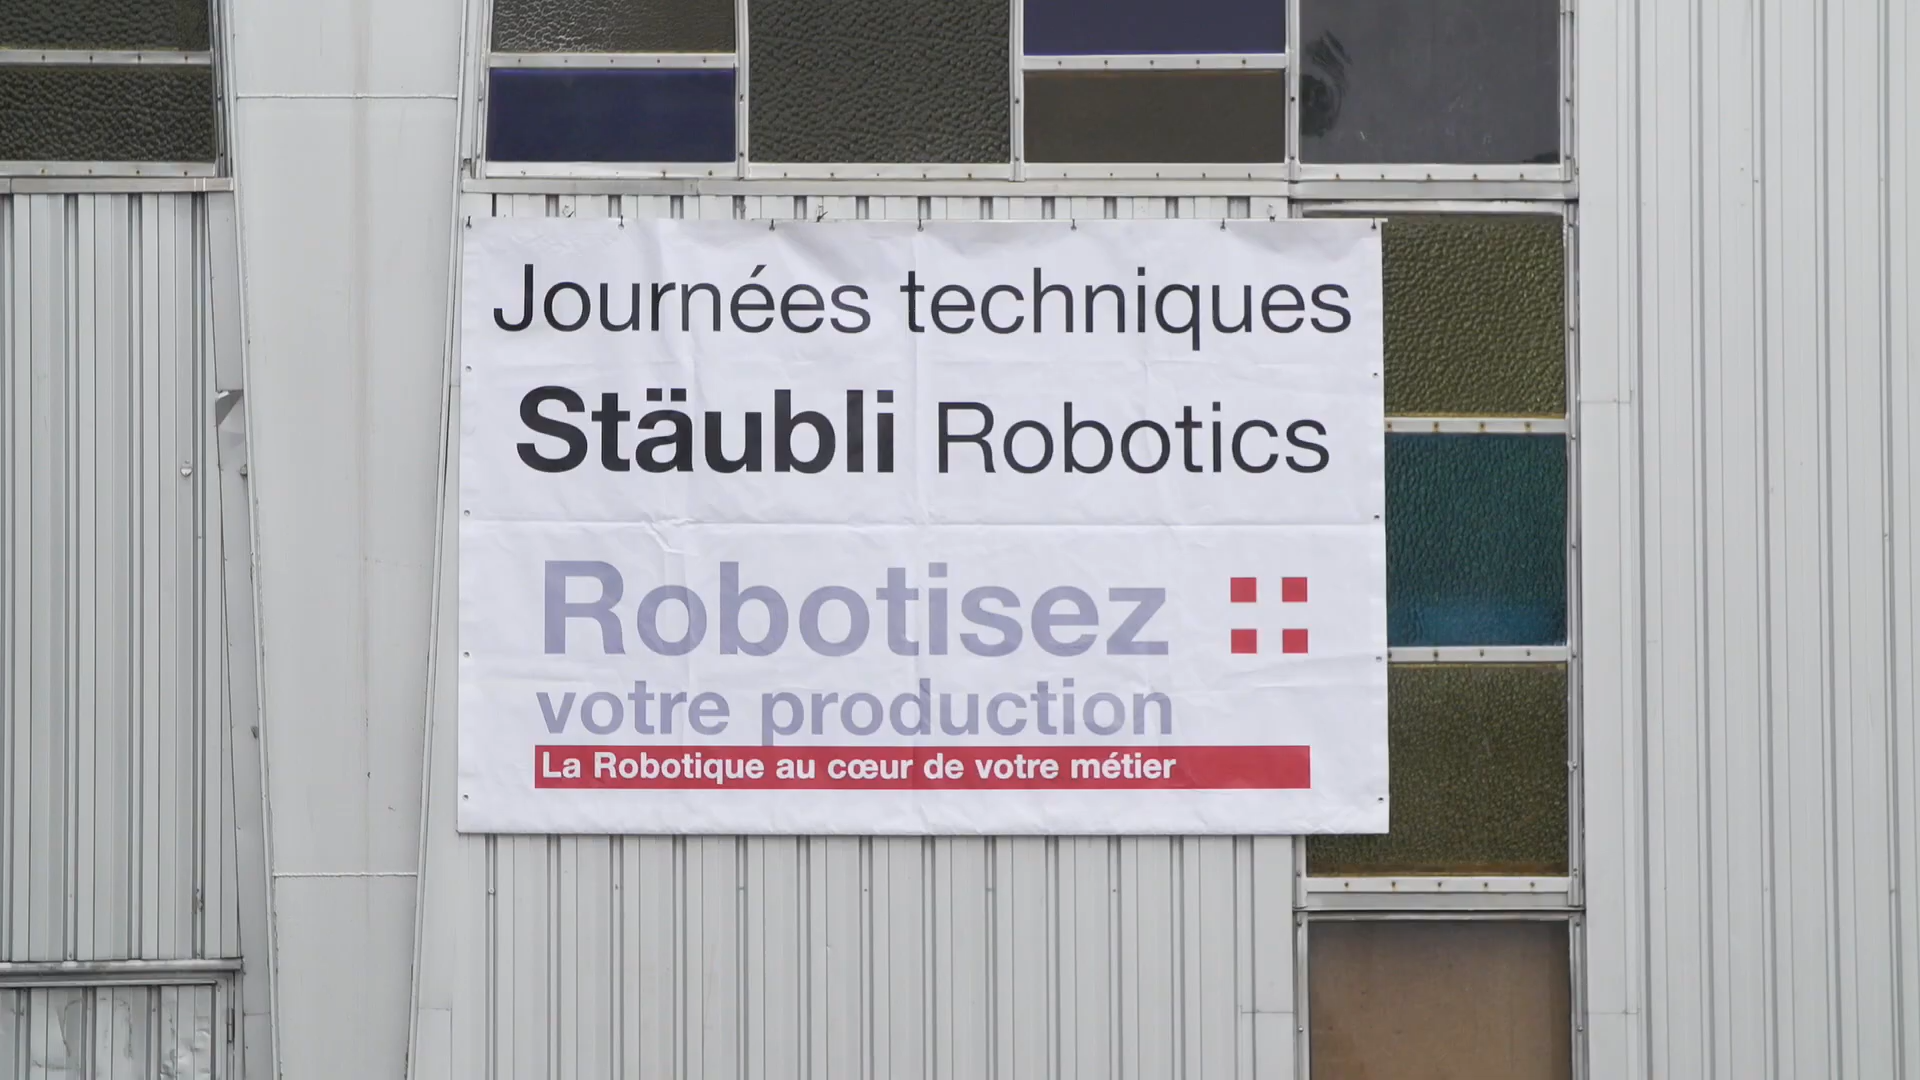 Journées techniques
Stäubli Robotics
Robotisez
votre production
La Robotique au cœur de votre métier